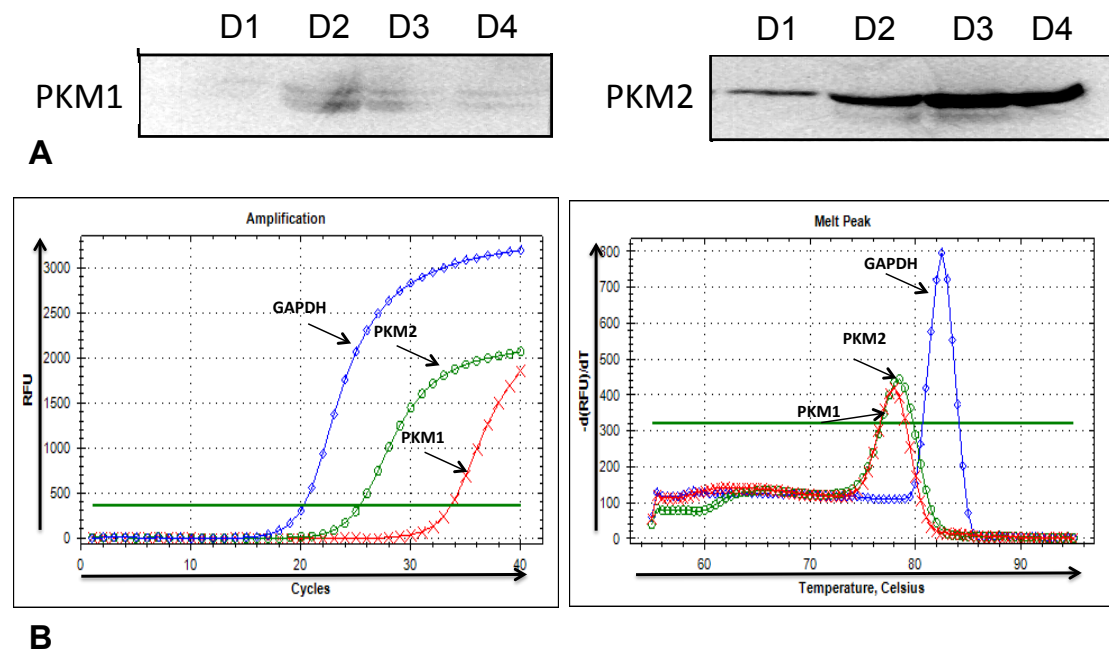 D1 D2 D3 D4
PKM1
D1 D2 D3 D4
PKM2
A
Amplification
RFU
3000
2500
2000
1500
1000
500
0
GAPDH
PKM2
PKM1
0 10 20 30 40
Cycles
Melt Peak
-d(RFU)/dT
800
700
600
500
400
300
200
100
0
GAPDH
PKM2
PKM1
60 70 80 90
Temperature, Celsius
B